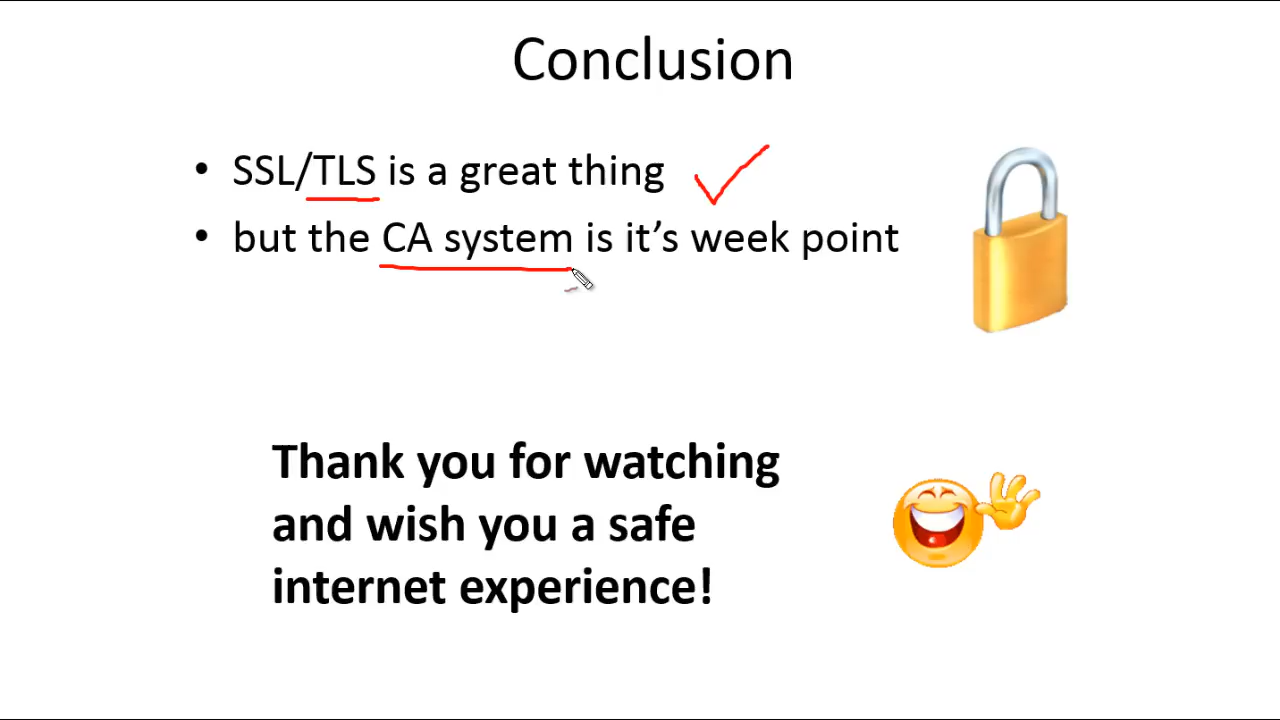 Conclusion
• SSL/TLS is a great thing
• but the CA system is it's week point
Thank you for watching
and wish you a safe
internet experience!